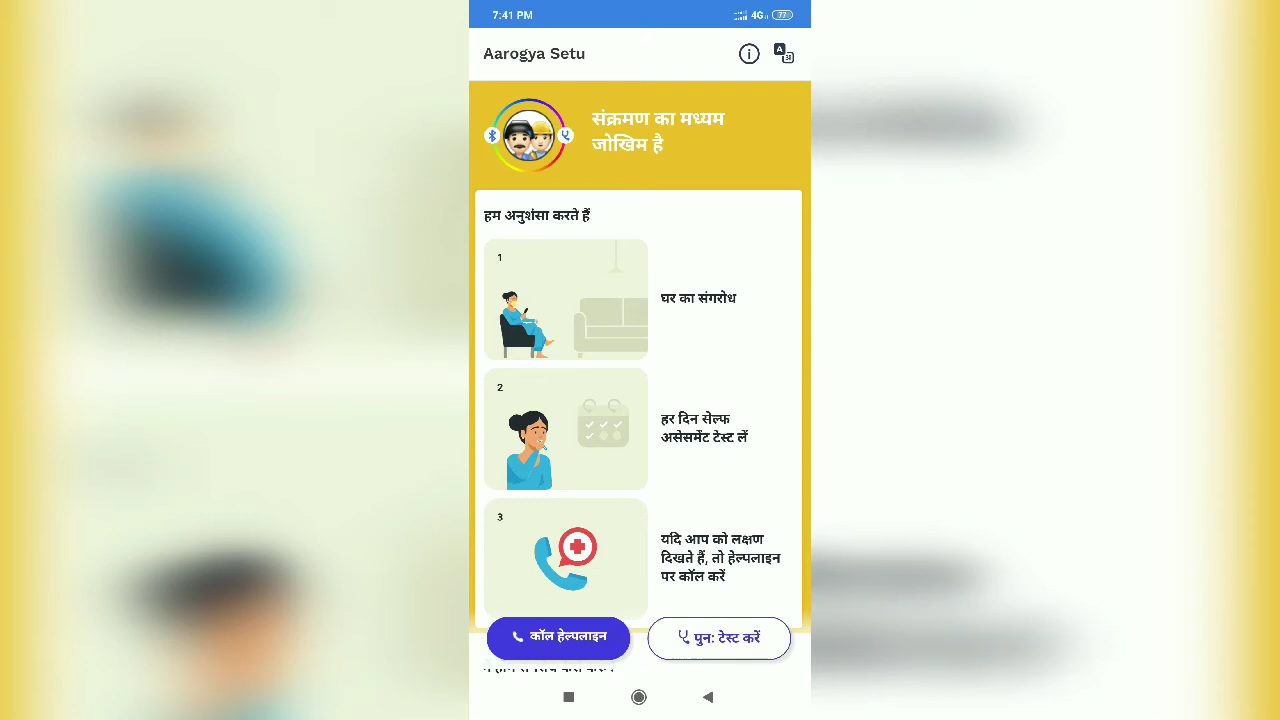 7:41 PM
4G
77
Aarogya Setu
A
संक्रमण का मध्यम
जोखिम है
हम अनुशंसा करते हैं
1
घर का संगरोध
2
हर दिन सेल्फ
असेसमेंट टेस्ट लें
3
यदि आप को लक्षण
दिखते हैं, तो हेल्पलाइन
पर कॉल करें
कॉल हेल्पलाइन
पुनः टेस्ट करें